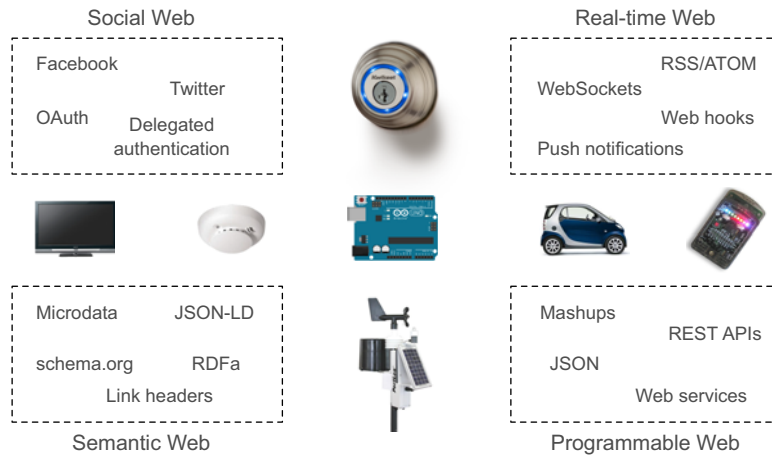 Social Web
Real-time Web
Facebook
Twitter
OAuth
Delegated
authentication
RSS/ATOM
WebSockets
Web hooks
Push notifications
Microdata
JSON-LD
schema.org
RDFa
Link headers
Mashups
REST APIs
JSON
Web services
Semantic Web
Programmable Web